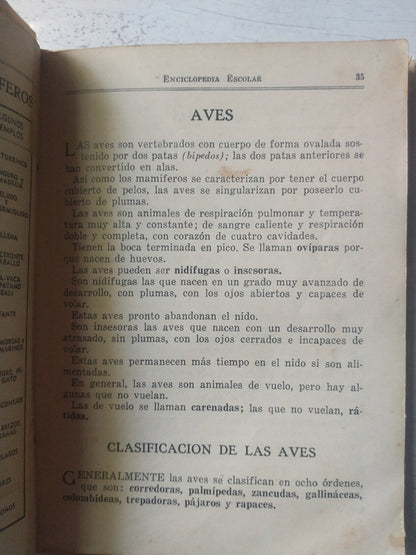 FEROS
ALGUNOS
EMPLOS
ENCICLOPEDIA ESCOLAR 35
AVES
LAS aves son vertebrados con cuerpo de forma ovalada sos-
tenido por dos patas (bípedos); las dos patas anteriores se
han convertido en alas.
Así como los mamíferos se caracterizan por tener el cuerpo
cubierto de pelos, las aves se singularizan por poseerlo cu-
bierto de plumas.
Las aves son animales de respiración pulmonar y tempera-
tura muy alta y constante; de sangre caliente y respiración
doble y completa, con corazón de cuatro cavidades.
Tienen la boca terminada en pico. Se llaman ovíparas por-
que nacen de huevos.
Las aves pueden ser nidífugas o insesoras.
Son nidífugas las que nacen en un grado muy avanzado de
desarrollo, con plumas, con los ojos abiertos y capaces de
volar.
Estas aves pronto abandonan el nido.
Son insesoras las aves que nacen con un desarrollo muy
atrasado, sin plumas, con los ojos cerrados e incapaces de
volar.
Estas aves permanecen más tiempo en el nido si son ali-
mentadas.
En general, las aves son animales de vuelo, pero hay al-
gunas que no vuelan.
Las de vuelo se llaman carenadas; las que no vuelan, rá-
tidas.
CLASIFICACION DE LAS AVES
GENERALMENTE las aves se clasifican en ocho órdenes,
que son: corredoras, palmípedas, zancudas, gallináceas,
colombídeas, trepadoras, pájaros y rapaces.